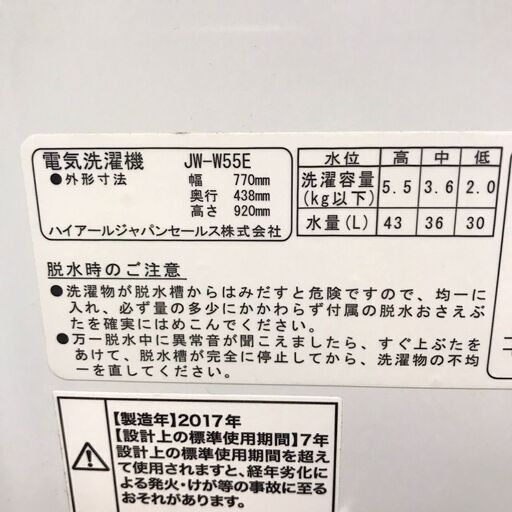 電気洗濯機 JW-W55E
●外形寸法 幅 770mm
奥行 438mm
高さ 920mm
ハイアールジャパンセールス株式会社
水位 高 中 低
洗濯容量(kg以下) 5.5 3.6 2.0
水量(L) 43 36 30
脱水時のご注意
●洗濯物が脱水槽からはみだすと危険ですので、均一に
入れ、必ず量の多少にかかわらず付属の脱水おさえぶ
たを確実にはめこんでください。
●万一脱水中に異常音が聞こえましたら、すぐ上ぶたを
あけて、脱水槽が完全に停止してから、洗濯物の不均
一を直してください。
【製造年】2017年
【設計上の標準使用期間】7年
設計上の標準使用期間を超え
て使用されますと、経年劣化に
よる発火・けが等の事故に至る
おそれがあります。